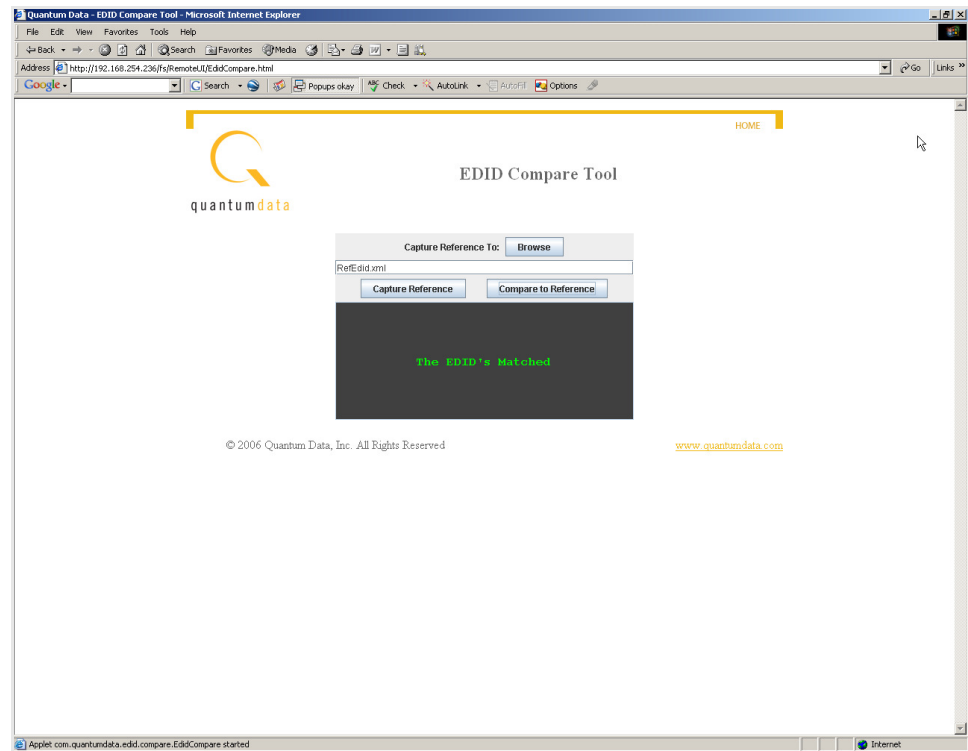 Quantum Data - EDID Compare Tool - Microsoft Internet Explorer
File Edit View Favorites Tools Help
Back Search Favorites Media
Address http://192.168.254.236/fs/RemoteUI/EdidCompare.html Go Links »
Google Search Popups okay ABC Check AutoLink AutoFill Options
HOME
EDID Compare Tool
quantumdata
Capture Reference To: Browse
RefEdid.xml
Capture Reference Compare to Reference
The EDID's Matched
© 2006 Quantum Data, Inc. All Rights Reserved www.quantumdata.com
Applet com.quantumdata.edid.compare.EdidCompare started Internet